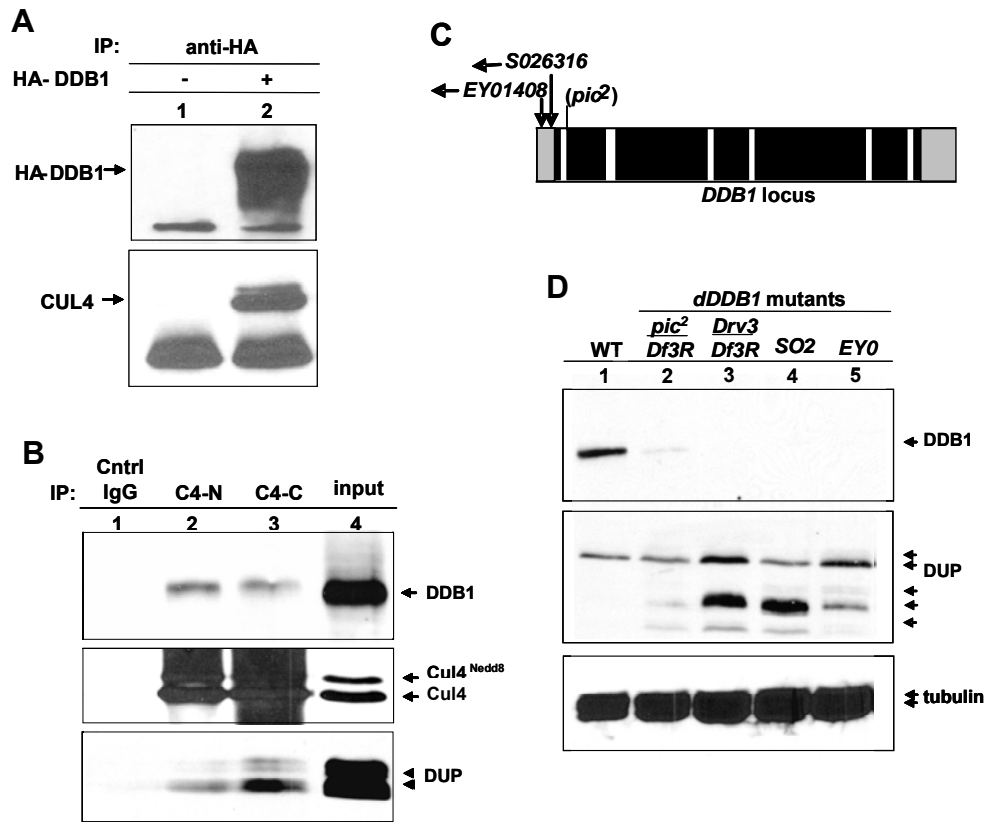 A
IP: anti-HA
HA- DDB1 - +
1 2
HA-DDB1
CUL4
B
Cntrl
IgG
IP: C4-N C4-C input
1 2 3 4
DDB1
Cul4 Nedd8
Cul4
DUP
C
S026316
EY01408 (pic2)
DDB1 locus
D
dDDB1 mutants
WT pic2 Drv3 SO2 EY0
Df3R Df3R
1 2 3 4 5
DDB1
DUP
tubulin